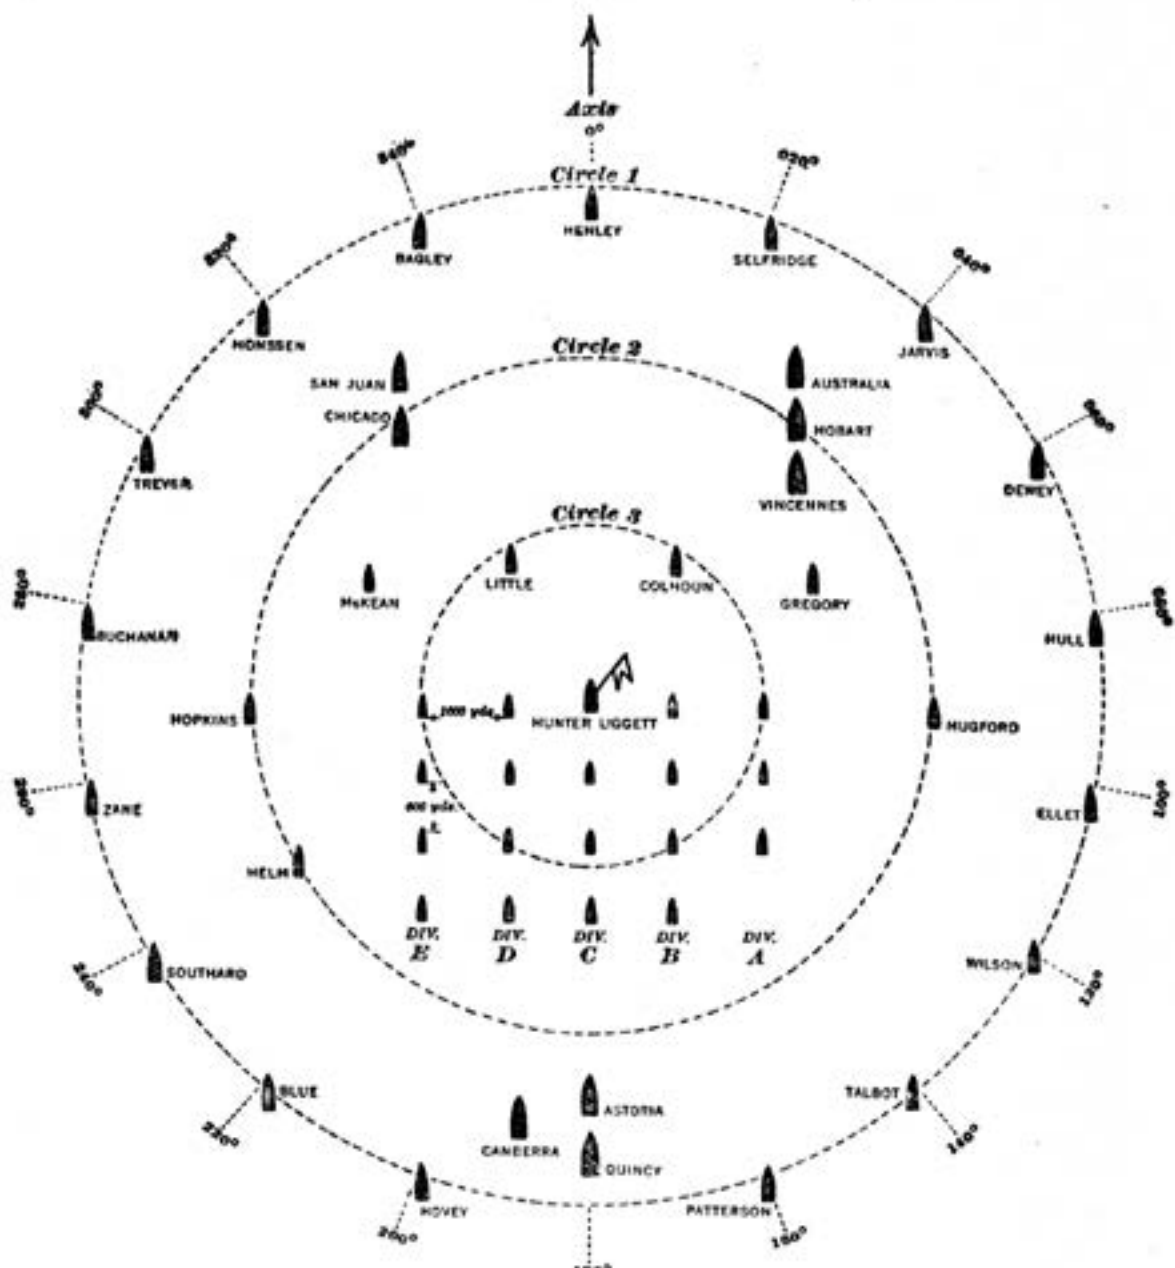 Axis
0°
340°
020°
Circle 1
HENLEY
BAGLEY
SELFRIDGE
320°
040°
MONSSEN
JARVIS
Circle 2
SAN JUAN
AUSTRALIA
CHICAGO
HOBART
300°
060°
TREVER
DEWEY
VINCENNES
Circle 3
LITTLE
COLHOUN
McKEAN
GREGORY
280°
080°
BUCHANAN
HULL
HOPKINS
1000 yds.
HUNTER LIGGETT
MUGFORD
260°
ZANE
600 yds.
ELLET
100°
HELM
DIV. E
DIV. D
DIV. C
DIV. B
DIV. A
240°
SOUTHARD
WILSON
120°
BLUE
TALBOT
220°
ASTORIA
140°
CANBERRA
QUINCY
HOVEY
PATTERSON
200°
160°